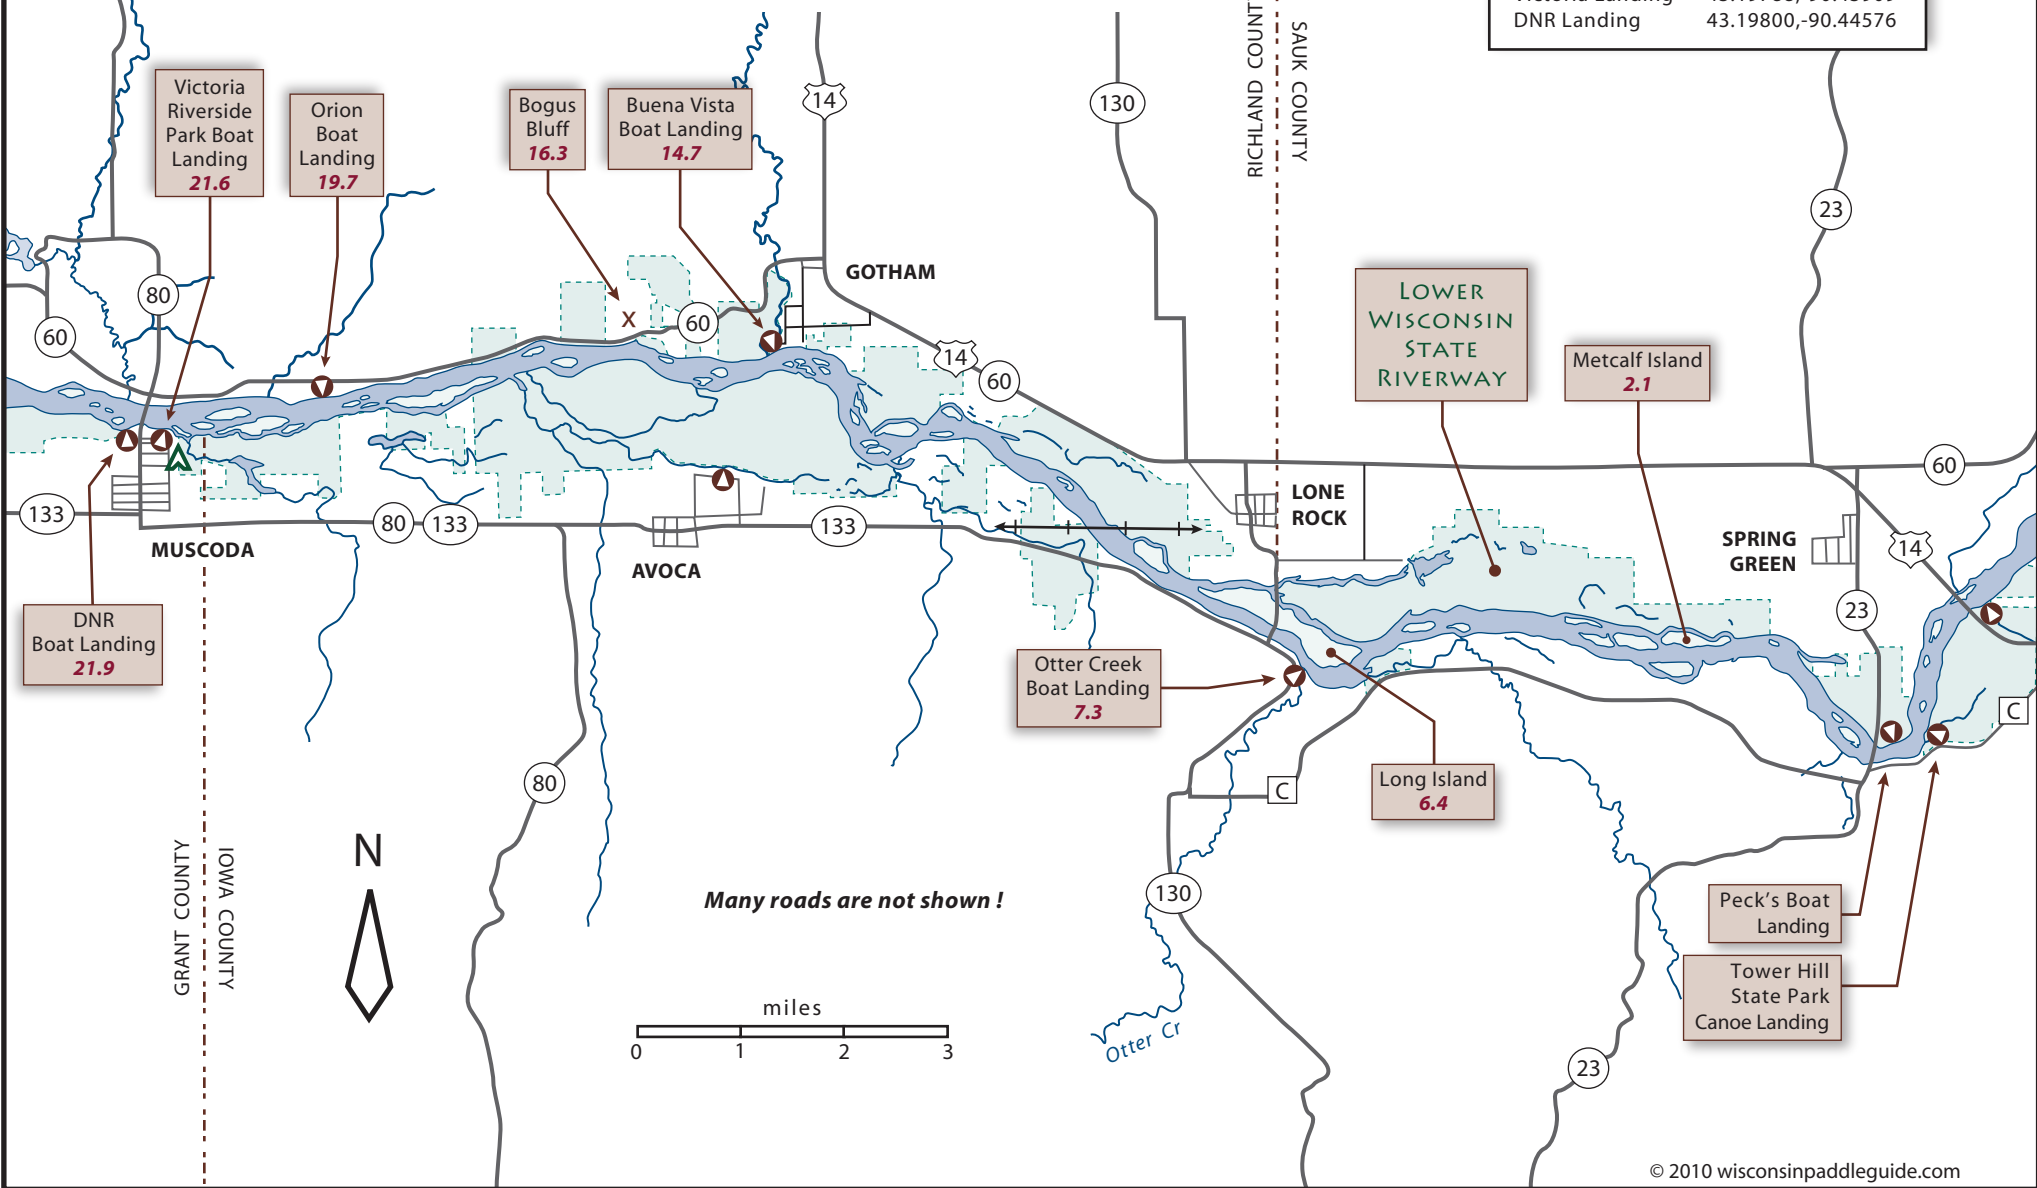 DNR Landing 43.19800,-90.44576
RICHLAND COUNTY
SAUK COUNTY
Victoria
Riverside
Park Boat
Landing
21.6
Orion
Boat
Landing
19.7
Bogus
Bluff
16.3
Buena Vista
Boat Landing
14.7
14
130
23
GOTHAM
80
60
60
14
60
Lower
Wisconsin
State
Riverway
Metcalf Island
2.1
60
133
MUSCODA
80
133
AVOCA
133
LONE
ROCK
SPRING
GREEN
14
23
DNR
Boat Landing
21.9
Otter Creek
Boat Landing
7.3
Long Island
6.4
C
C
80
130
GRANT COUNTY
IOWA COUNTY
N
Many roads are not shown !
miles
0 1 2 3
Otter Cr
Peck's Boat
Landing
Tower Hill
State Park
Canoe Landing
23
X
© 2010 wisconsinpaddleguide.com